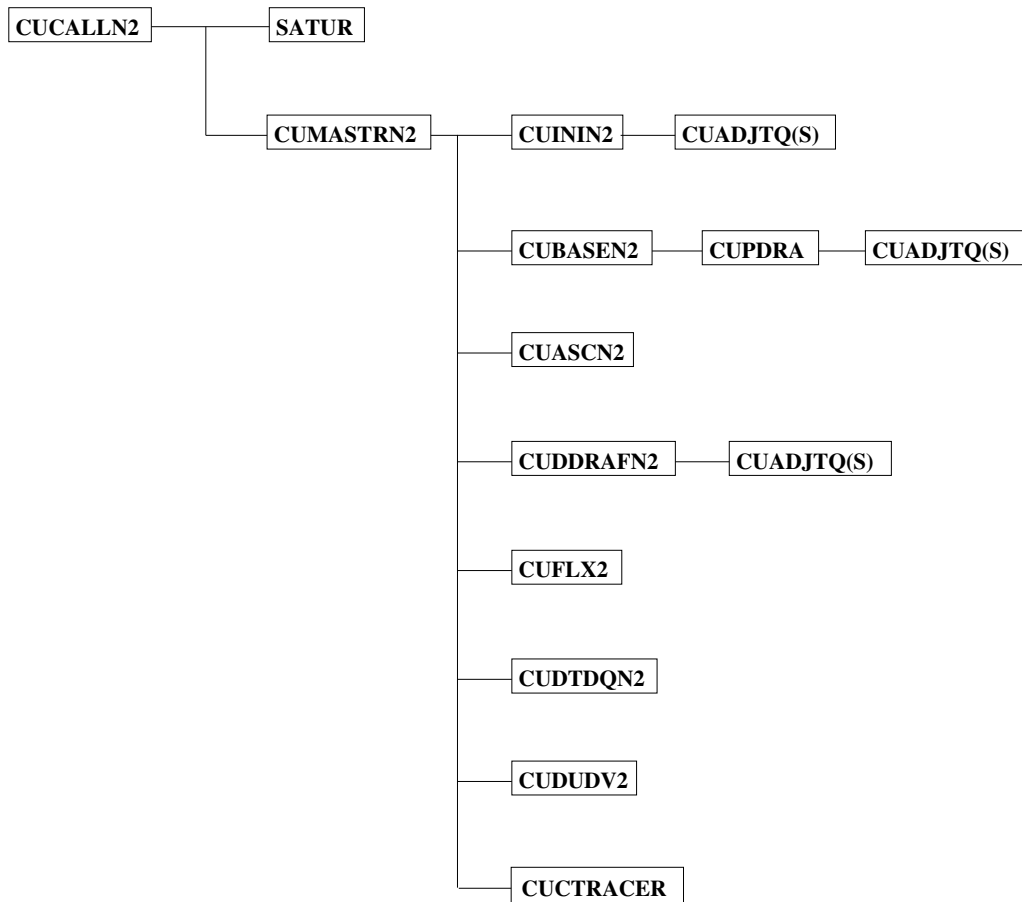 CUCALLN2 SATUR
CUMASTRN2 CUININ2 CUADJTQ(S)
CUBASEN2 CUPDRA CUADJTQ(S)
CUASCN2
CUDDRAFN2 CUADJTQ(S)
CUFLX2
CUDTDQN2
CUDUDV2
CUCTRACER